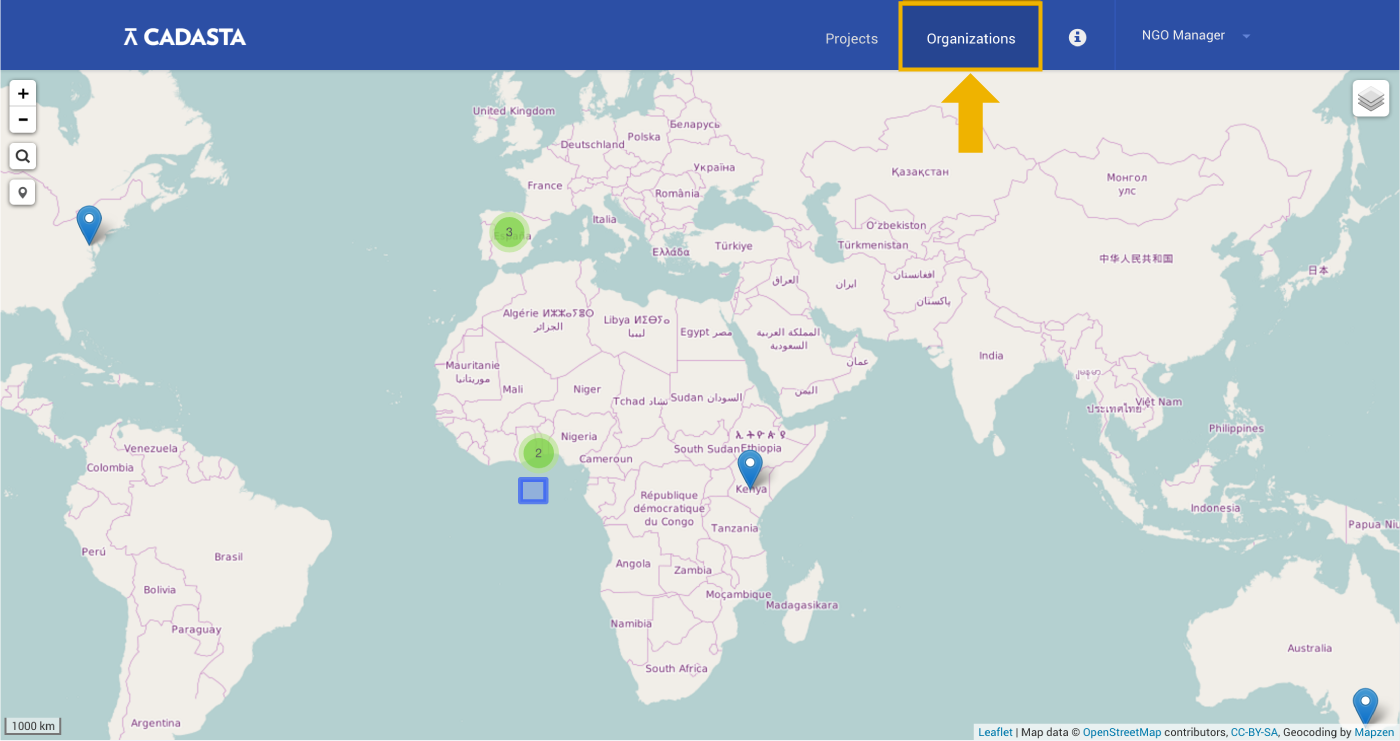 CADASTA
Projects
Organizations
NGO Manager
+
−
United Kingdom
Беларусь
Polska
Deutschland
Україна
France
România
Italia
Ελλάδα
Türkiye
Қазақстан
Монгол
улс
Oʻzbekiston
Türkmenistan
中华人民共和国
日本
3
افغانستان
ایران
العراق
پاکستان
Algérie
الجزائر
Libya
ليبيا
Egypt مصر
المملكة العربية
السعودية
عمان
India
Mauritanie
موريتانيا
Mali
Niger
Tchad تشاد
Sudan السودان
اليمن
ประเทศไทย
Việt Nam
Philippines
Nigeria
2
Cameroun
South Sudan
Ethiopia
Kenya
Venezuela
Colombia
République
démocratique
du Congo
Tanzania
Indonesia
Papua Niu
Perú
Brasil
Angola
Zambia
Bolivia
Moçambique
Madagasikara
Paraguay
Namibia
Australia
South Africa
Argentina
1000 km
Leaflet | Map data © OpenStreetMap contributors, CC-BY-SA, Geocoding by Mapzen